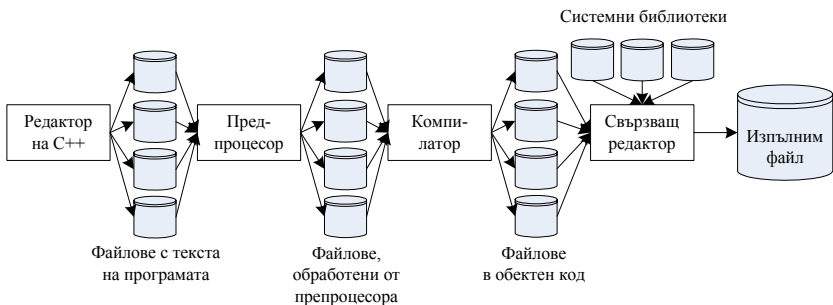 Системни библиотеки
Редактор
на C++
Пред-
процесор
Компи-
латор
Свързващ
редактор
Изпълним
файл
Файлове с текста
на програмата
Файлове,
обработени от
препроцесора
Файлове
в обектен код